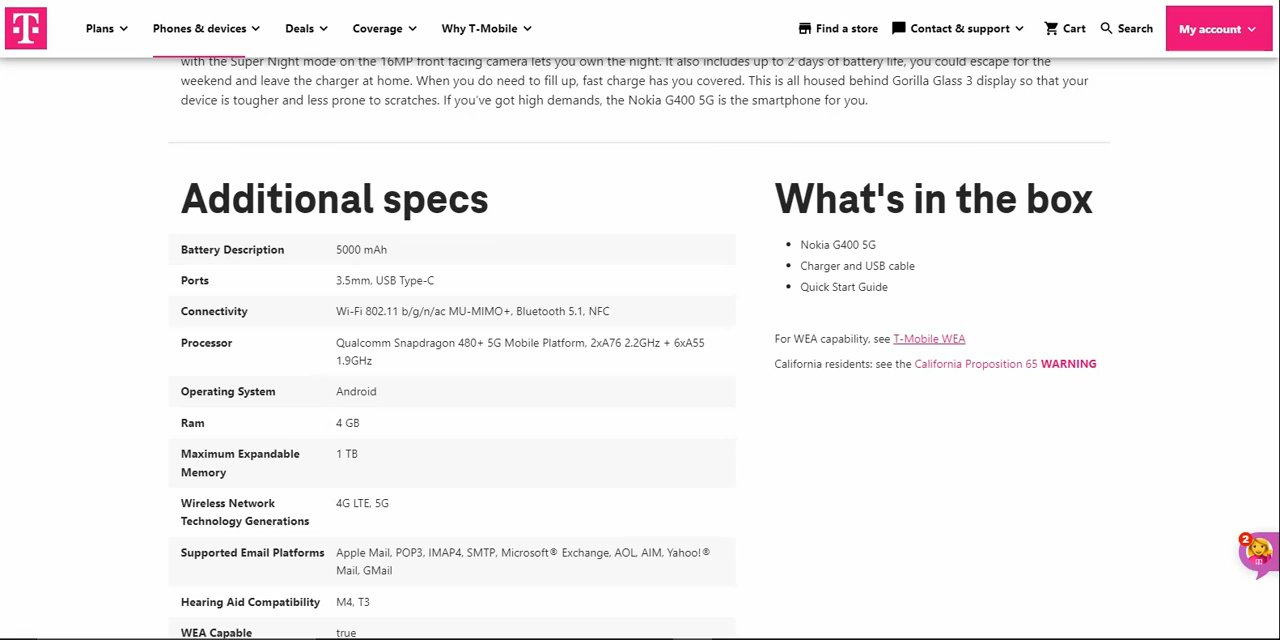 T
Plans
Phones & devices
Deals
Coverage
Why T-Mobile
Find a store
Contact & support
Cart
Search
My account
with the Super Night mode on the 16MP front facing camera lets you own the night. It also includes up to 2 days of battery life, you could escape for the
weekend and leave the charger at home. When you do need to fill up, fast charge has you covered. This is all housed behind Gorilla Glass 3 display so that your
device is tougher and less prone to scratches. If you've got high demands, the Nokia G400 5G is the smartphone for you.
Additional specs
Battery Description 5000 mAh
Ports 3.5mm, USB Type-C
Connectivity Wi-Fi 802.11 b/g/n/ac MU-MIMO+, Bluetooth 5.1, NFC
Processor Qualcomm Snapdragon 480+ 5G Mobile Platform, 2xA76 2.2GHz + 6xA55
1.9GHz
Operating System Android
Ram 4 GB
Maximum Expandable 1 TB
Memory
Wireless Network 4G LTE, 5G
Technology Generations
Supported Email Platforms Apple Mail, POP3, IMAP4, SMTP, Microsoft® Exchange, AOL, AIM, Yahoo!®
Mail, GMail
Hearing Aid Compatibility M4, T3
WEA Capable true
What's in the box
• Nokia G400 5G
• Charger and USB cable
• Quick Start Guide
For WEA capability, see T-Mobile WEA
California residents: see the California Proposition 65 WARNING
2